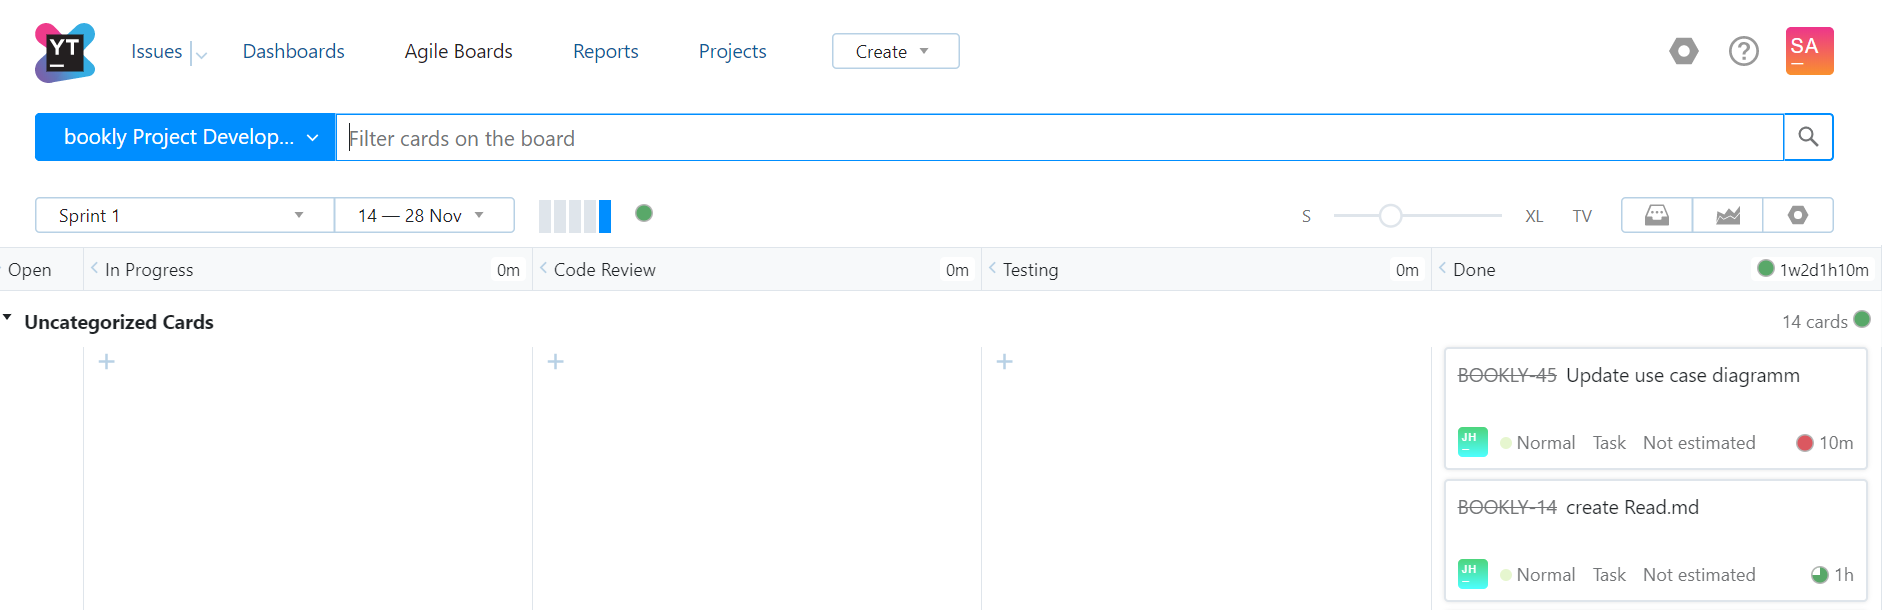 YT
Issues Dashboards Agile Boards Reports Projects Create
SA
bookly Project Develop... Filter cards on the board
Sprint 1 14 — 28 Nov S XL TV
Open In Progress 0m Code Review 0m Testing 0m Done 1w2d1h10m
Uncategorized Cards 14 cards
BOOKLY-45 Update use case diagramm
JH Normal Task Not estimated 10m
BOOKLY-14 create Read.md
JH Normal Task Not estimated 1h